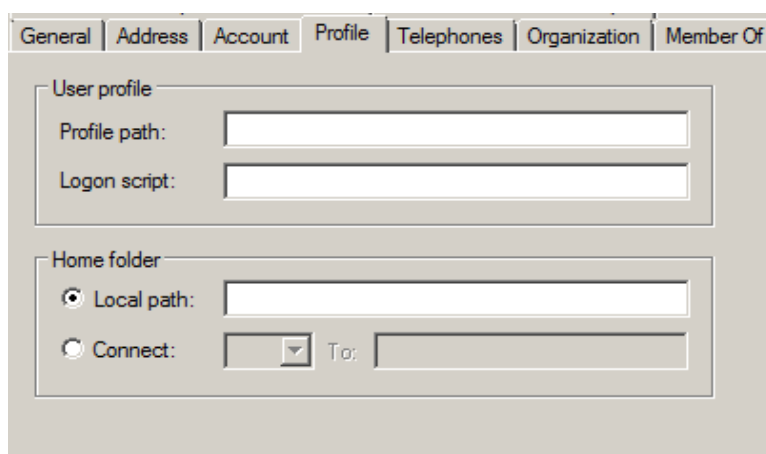 General Address Account Profile Telephones Organization Member Of
User profile
Profile path:
Logon script:
Home folder
Local path:
Connect: To: